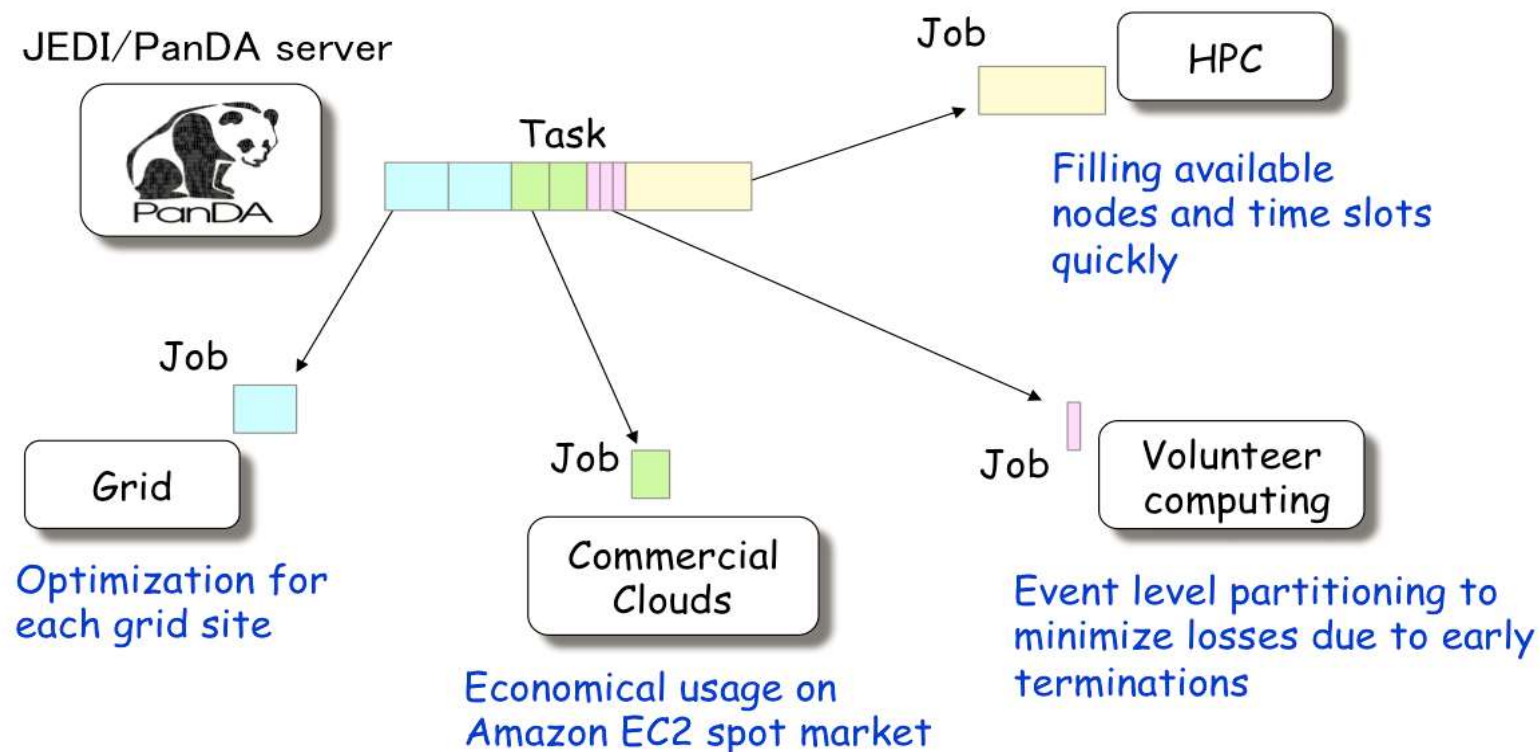 JEDI/PanDA server
PanDA
Task
Job
HPC
Filling available
nodes and time slots
quickly
Job
Grid
Optimization for
each grid site
Job
Commercial
Clouds
Economical usage on
Amazon EC2 spot market
Job
Volunteer
computing
Event level partitioning to
minimize losses due to early
terminations